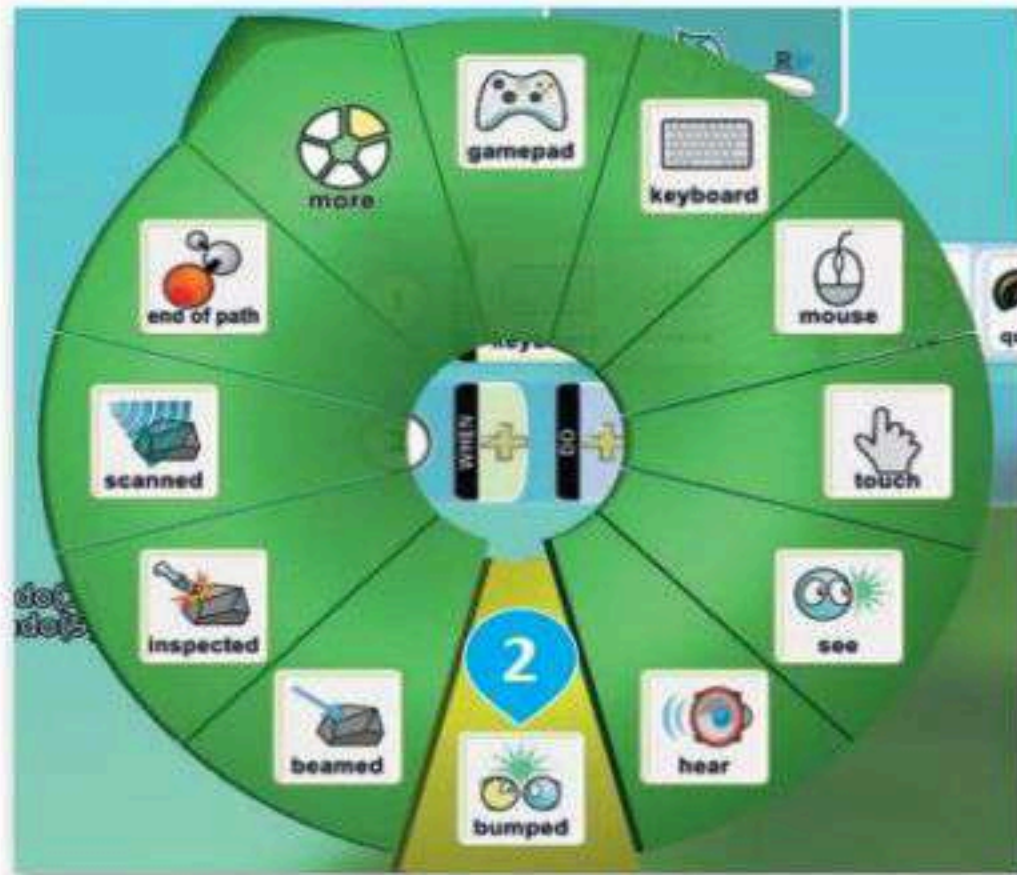 R
gamepad
more
keyboard
end of path
mouse
WHEN
DO
scanned
touch
inspected
see
2
beamed
hear
bumped